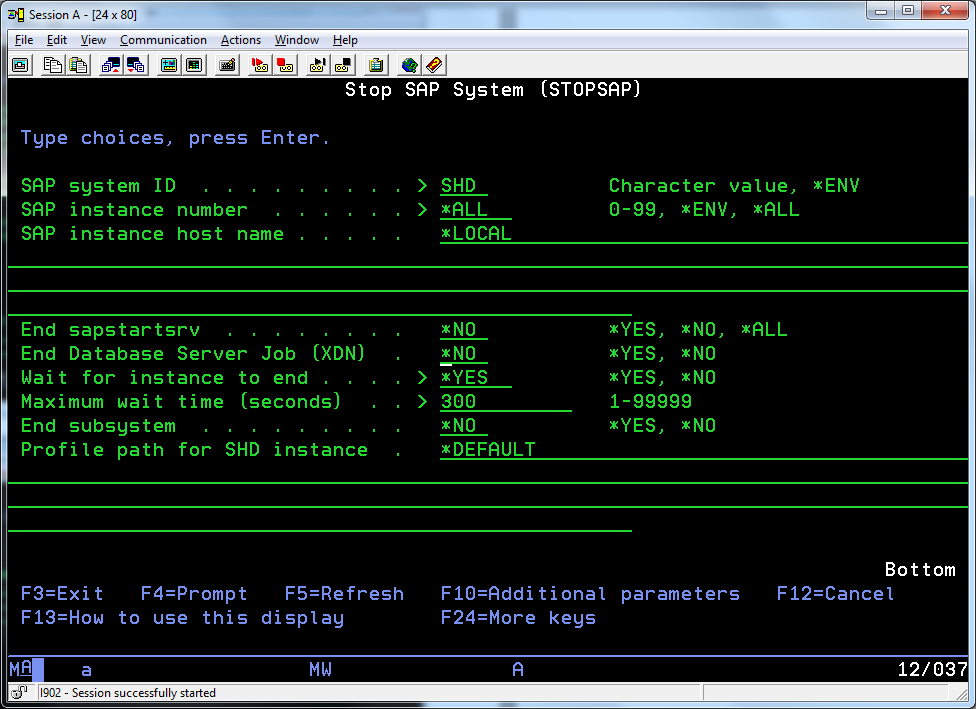 Session A - [24 x 80]
File Edit View Communication Actions Window Help
Stop SAP System (STOPSAP)
Type choices, press Enter.
SAP system ID . . . . . . . . . > SHD Character value, *ENV
SAP instance number . . . . . . > *ALL 0-99, *ENV, *ALL
SAP instance host name . . . . . *LOCAL
End sapstartsrv . . . . . . . . *NO *YES, *NO, *ALL
End Database Server Job (XDN) . *NO *YES, *NO
Wait for instance to end . . . . > *YES *YES, *NO
Maximum wait time (seconds) . . > 300 1-99999
End subsystem . . . . . . . . . *NO *YES, *NO
Profile path for SHD instance . *DEFAULT
Bottom
F3=Exit F4=Prompt F5=Refresh F10=Additional parameters F12=Cancel
F13=How to use this display F24=More keys
MA a MW A 12/037
I902 - Session successfully started